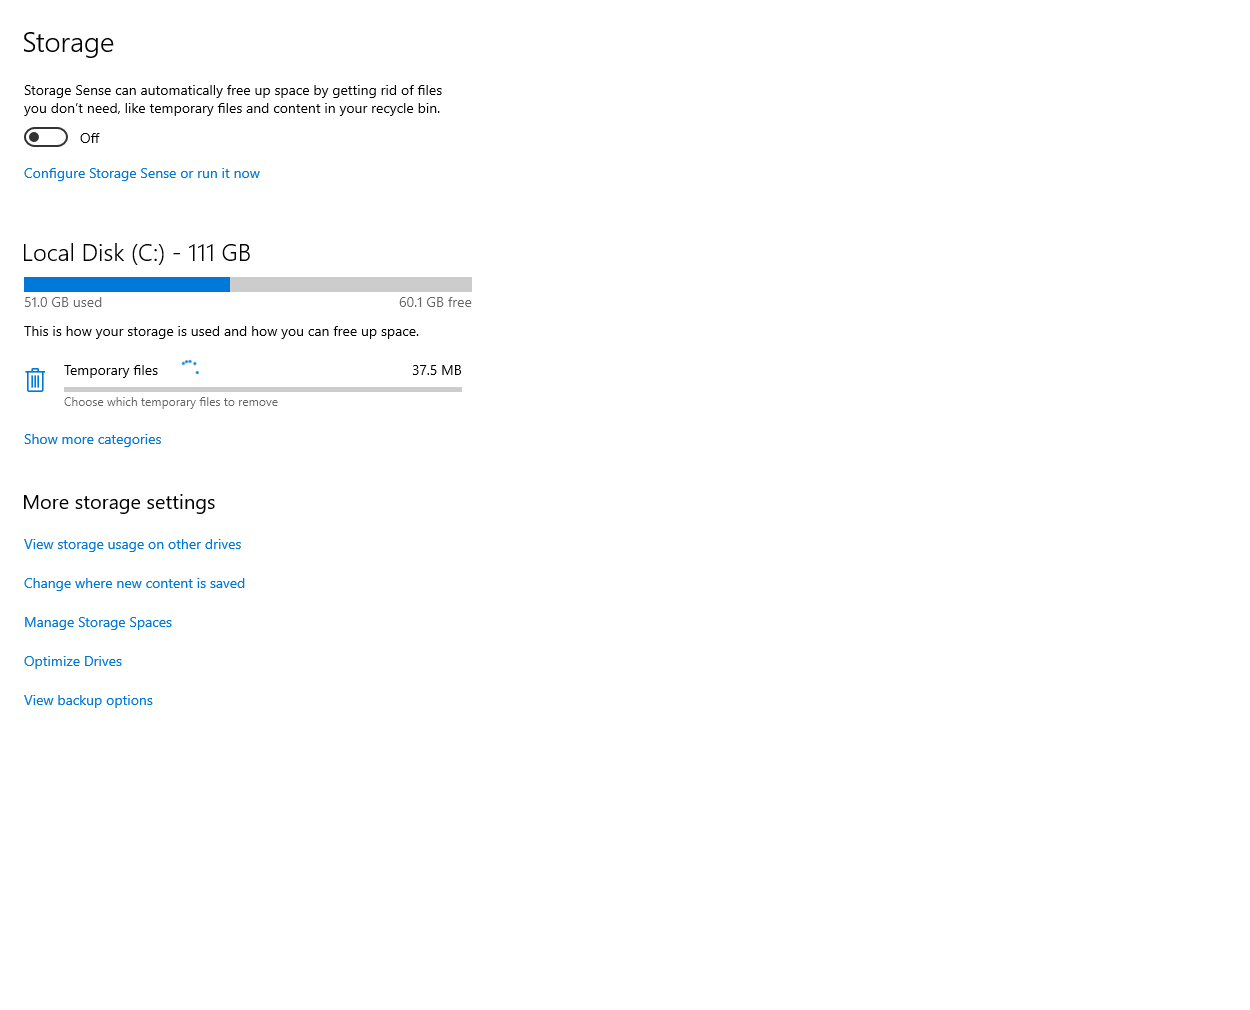 Storage
Storage Sense can automatically free up space by getting rid of files
you don't need, like temporary files and content in your recycle bin.
Off
Configure Storage Sense or run it now
Local Disk (C:) - 111 GB
51.0 GB used
60.1 GB free
This is how your storage is used and how you can free up space.
Temporary files
37.5 MB
Choose which temporary files to remove
Show more categories
More storage settings
View storage usage on other drives
Change where new content is saved
Manage Storage Spaces
Optimize Drives
View backup options